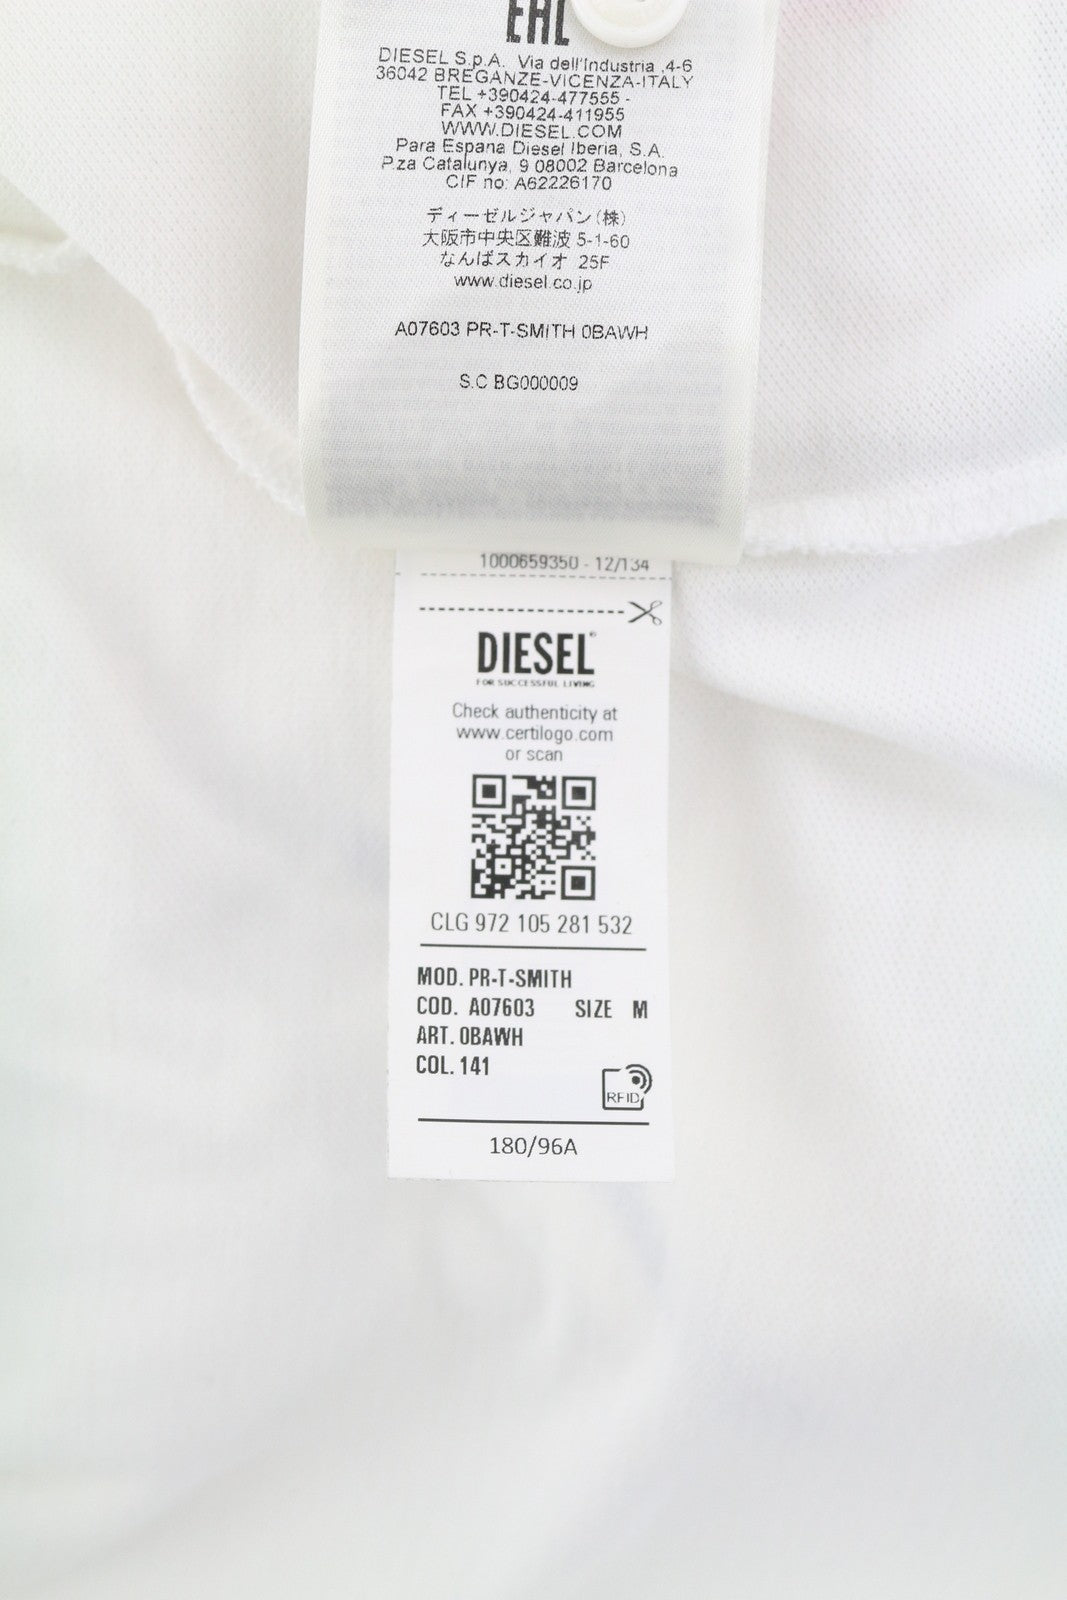 EAC
DIESEL S.p.A. Via dell'Industria ,4-6
36042 BREGANZE-VICENZA-ITALY
TEL +390424-477555 -
FAX +390424-411955
WWW.DIESEL.COM
Para Espana Diesel Iberia, S.A.
P.za Catalunya, 9 08002 Barcelona
CIF no: A62226170
ディーゼルジャパン(株)
大阪市中央区難波 5-1-60
なんばスカイオ 25F
www.diesel.co.jp
A07603 PR-T-SMITH 0BAWH
S.C BG000009
1000659350 - 12/134
DIESEL®
FOR SUCCESSFUL LIVING
Check authenticity at
www.certilogo.com
or scan
CLG 972 105 281 532
MOD. PR-T-SMITH
COD. A07603 SIZE M
ART. 0BAWH
COL. 141
RFID
180/96A